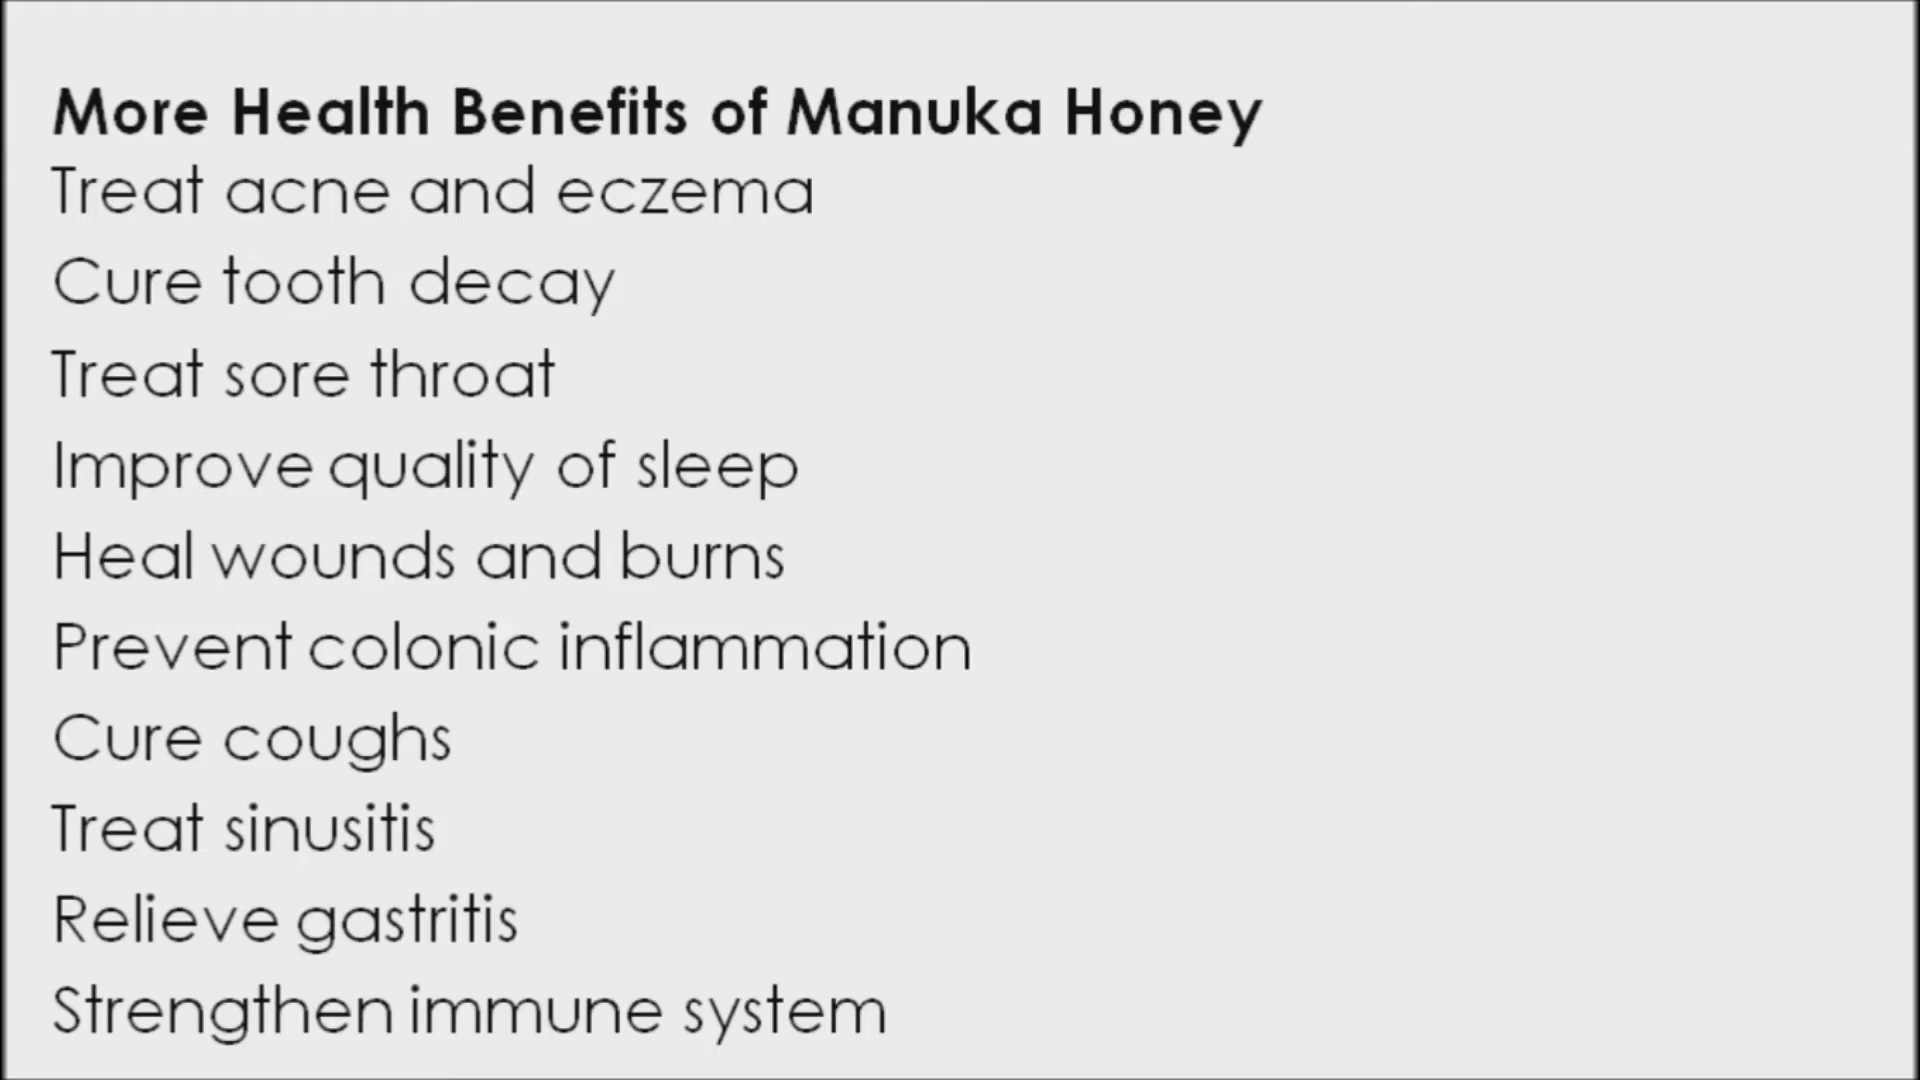 More Health Benefits of Manuka Honey
Treat acne and eczema
Cure tooth decay
Treat sore throat
Improve quality of sleep
Heal wounds and burns
Prevent colonic inflammation
Cure coughs
Treat sinusitis
Relieve gastritis
Strengthen immune system